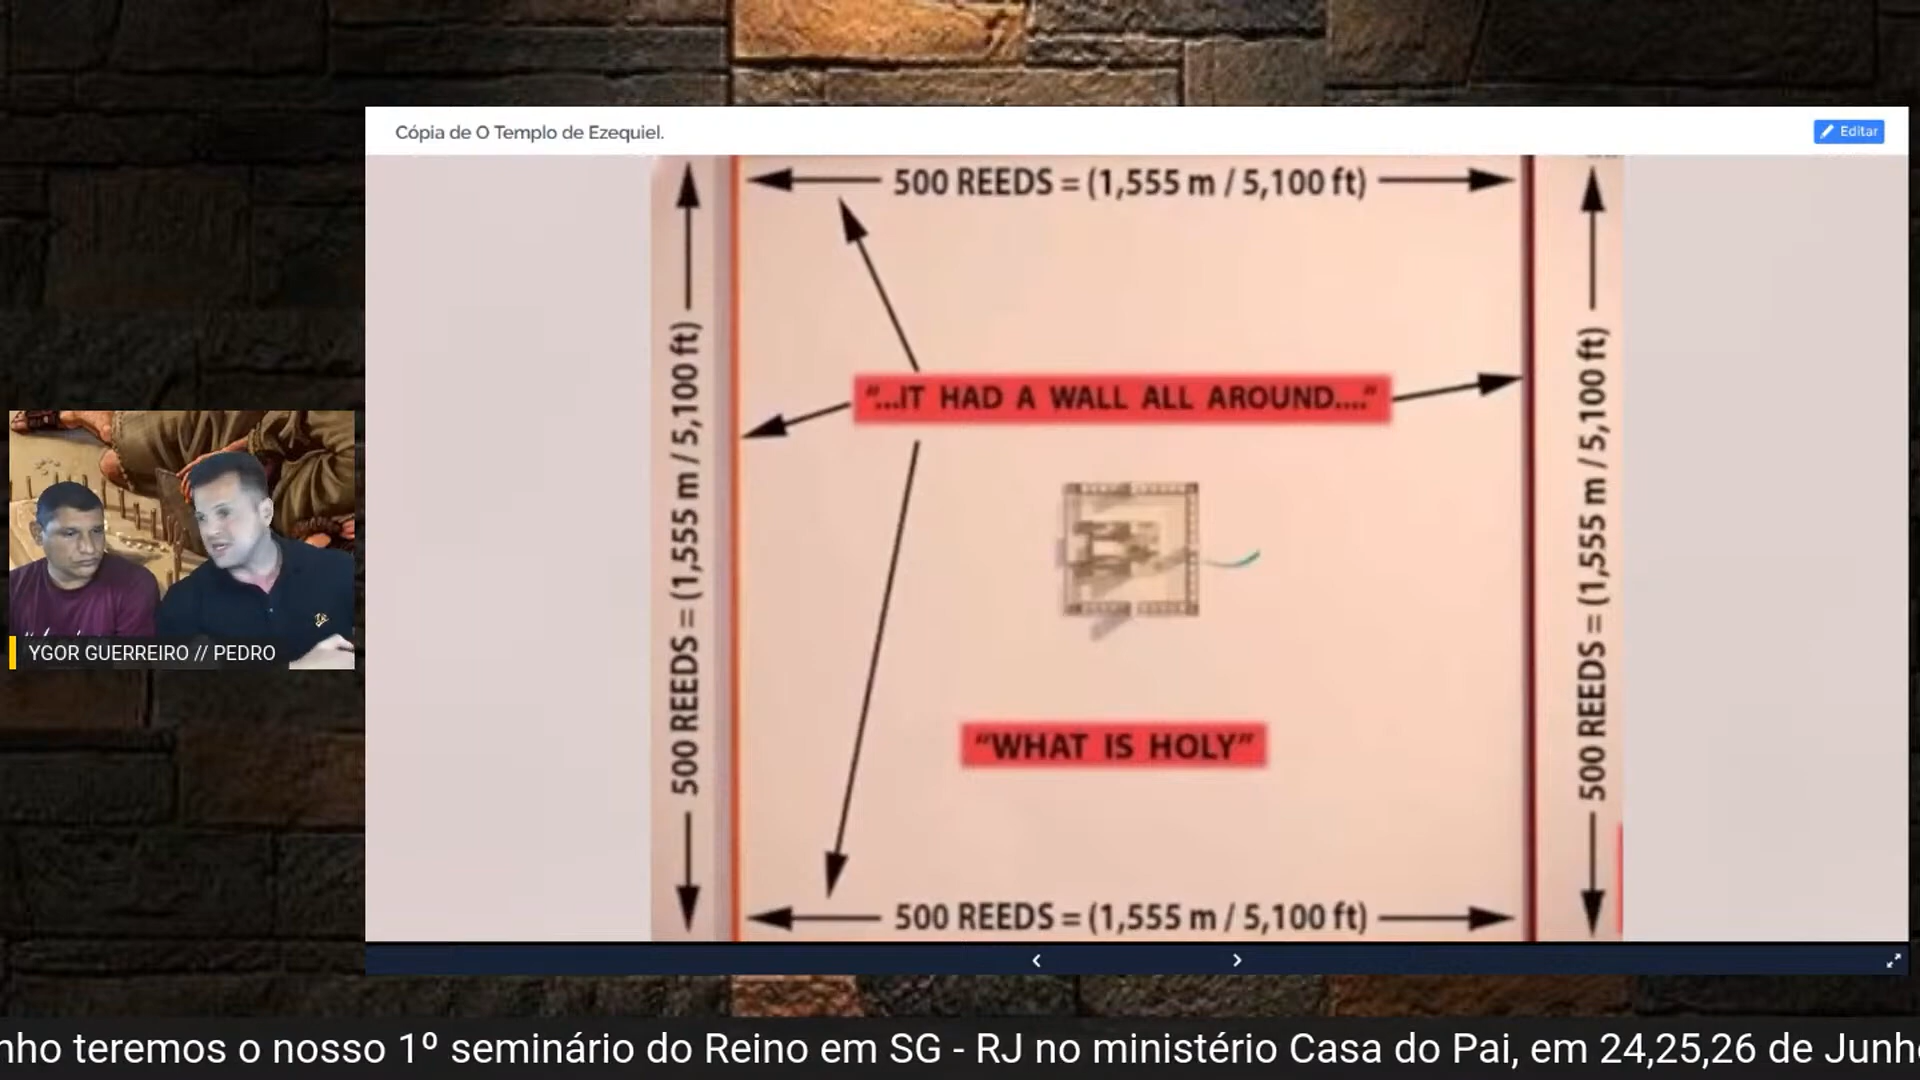 Cópia de O Templo de Ezequiel.
Editar
500 REEDS = (1,555 m / 5,100 ft)
500 REEDS = (1,555 m / 5,100 ft)
500 REEDS = (1,555 m / 5,100 ft)
"...IT HAD A WALL ALL AROUND...."
"WHAT IS HOLY"
500 REEDS = (1,555 m / 5,100 ft)
YGOR GUERREIRO // PEDRO
teremos o nosso 1º seminário do Reino em SG - RJ no ministério Casa do Pai, em 24,25,26 de